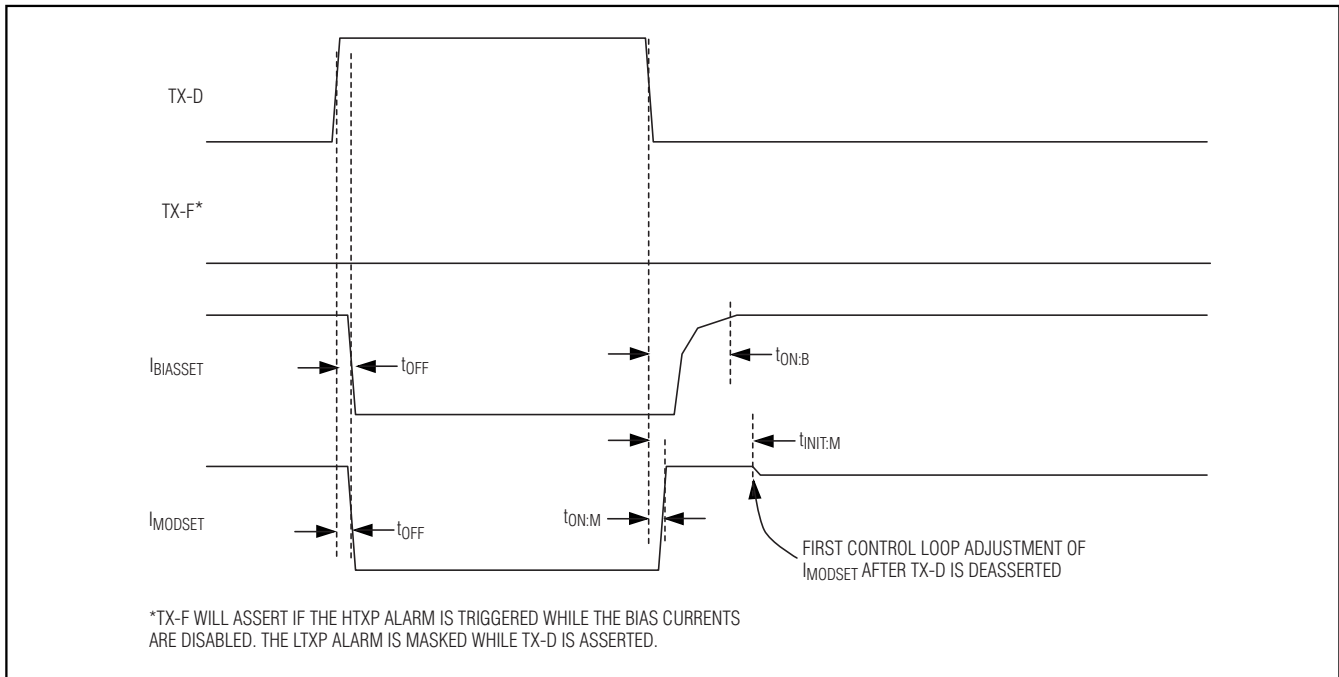 TX-D
TX-F*
IBIASSET
tOFF
tON:B
tINIT:M
IMODSET
tOFF
tON:M
FIRST CONTROL LOOP ADJUSTMENT OF
IMODSET AFTER TX-D IS DEASSERTED
*TX-F WILL ASSERT IF THE HTXP ALARM IS TRIGGERED WHILE THE BIAS CURRENTS
ARE DISABLED. THE LTXP ALARM IS MASKED WHILE TX-D IS ASSERTED.